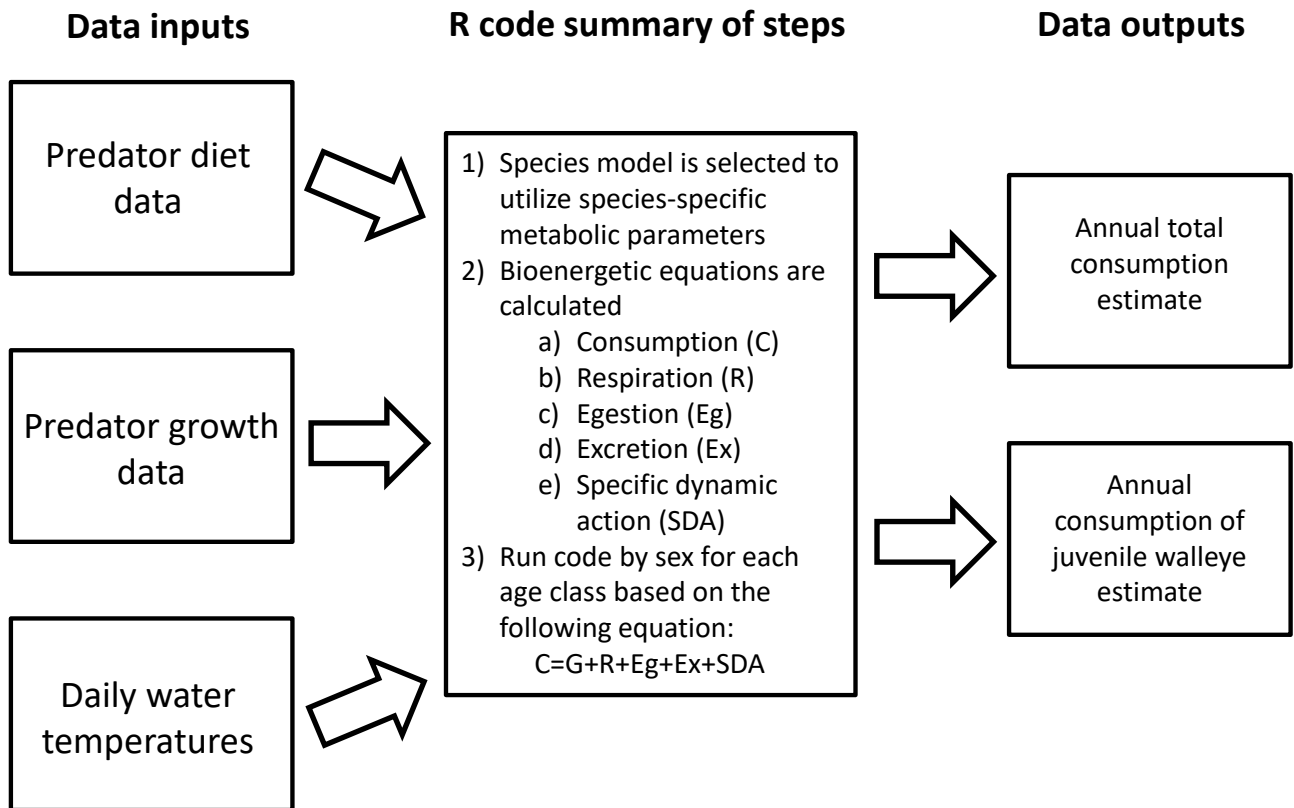 Data inputs
R code summary of steps
Data outputs
Predator diet
data
Predator growth
data
Daily water
temperatures
1) Species model is selected to
utilize species-specific
metabolic parameters
2) Bioenergetic equations are
calculated
a) Consumption (C)
b) Respiration (R)
c) Egestion (Eg)
d) Excretion (Ex)
e) Specific dynamic
action (SDA)
3) Run code by sex for each
age class based on the
following equation:
C=G+R+Eg+Ex+SDA
Annual total
consumption
estimate
Annual
consumption of
juvenile walleye
estimate